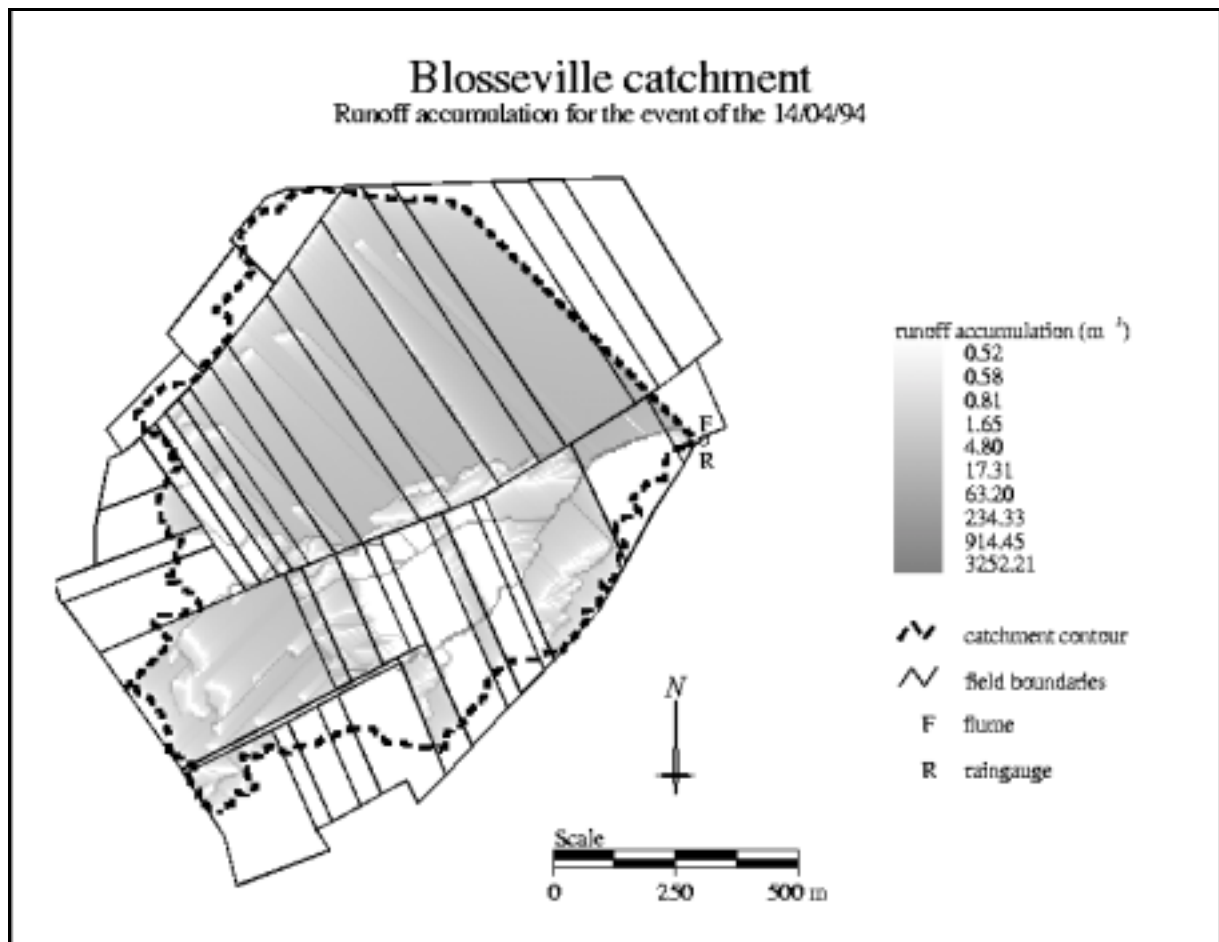 Blosseville catchment
Runoff accumulation for the event of the 14/04/94
F
R
runoff accumulation (m⁻³)
0.52
0.58
0.81
1.65
4.80
17.31
63.20
234.33
914.45
3252.21
catchment contour
field boundaries
F flume
R raingauge
N
Scale
0 250 500 m